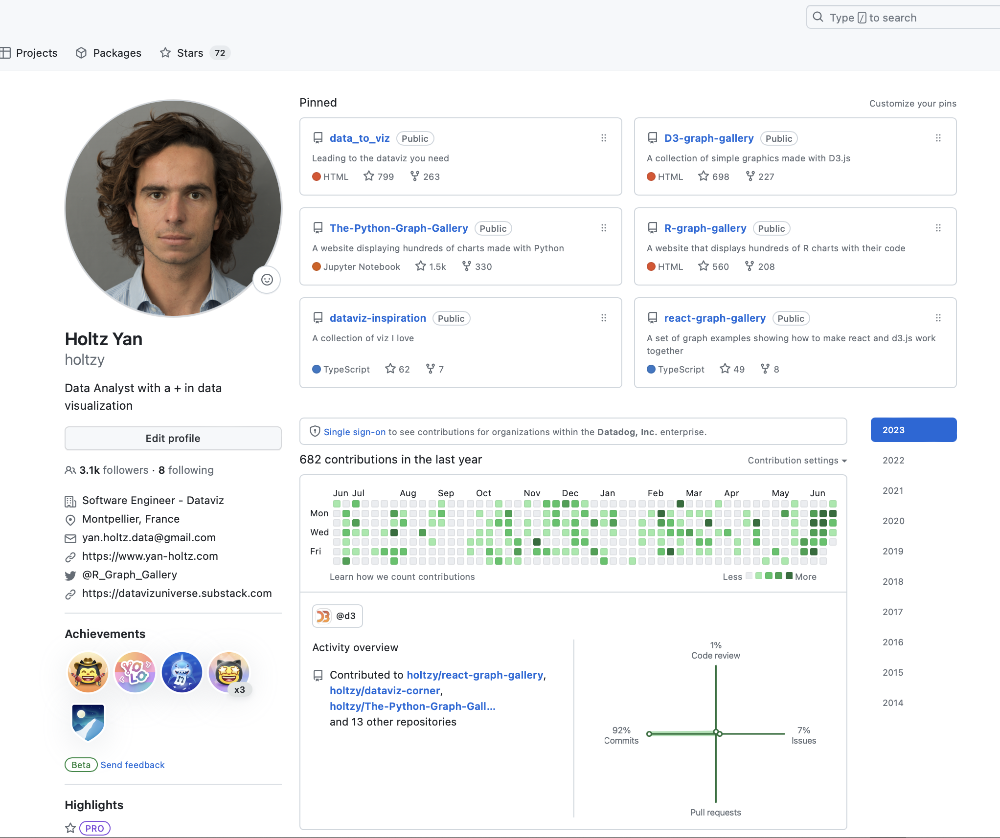 Type / to search
Projects
Packages
Stars 72
Pinned
Customize your pins
data_to_viz Public
Leading to the dataviz you need
HTML 799 263
D3-graph-gallery Public
A collection of simple graphics made with D3.js
HTML 698 227
The-Python-Graph-Gallery Public
A website displaying hundreds of charts made with Python
Jupyter Notebook 1.5k 330
R-graph-gallery Public
A website that displays hundreds of R charts with their code
HTML 560 208
dataviz-inspiration Public
A collection of viz I love
TypeScript 62 7
react-graph-gallery Public
A set of graph examples showing how to make react and d3.js work
together
TypeScript 49 8
Holtz Yan
holtzy
Data Analyst with a + in data
visualization
Edit profile
3.1k followers · 8 following
Software Engineer - Dataviz
Montpellier, France
yan.holtz.data@gmail.com
https://www.yan-holtz.com
@R_Graph_Gallery
https://datavizuniverse.substack.com
Achievements
YOLO
x3
Beta Send feedback
Highlights
PRO
Single sign-on to see contributions for organizations within the Datadog, Inc. enterprise.
682 contributions in the last year
Contribution settings
Jun Jul Aug Sep Oct Nov Dec Jan Feb Mar Apr May Jun
Mon
Wed
Fri
Learn how we count contributions
Less More
D3 @d3
Activity overview
Contributed to holtzy/react-graph-gallery,
holtzy/dataviz-corner,
holtzy/The-Python-Graph-Gall...
and 13 other repositories
1%
Code review
92%
Commits
7%
Issues
Pull requests
2023
2022
2021
2020
2019
2018
2017
2016
2015
2014